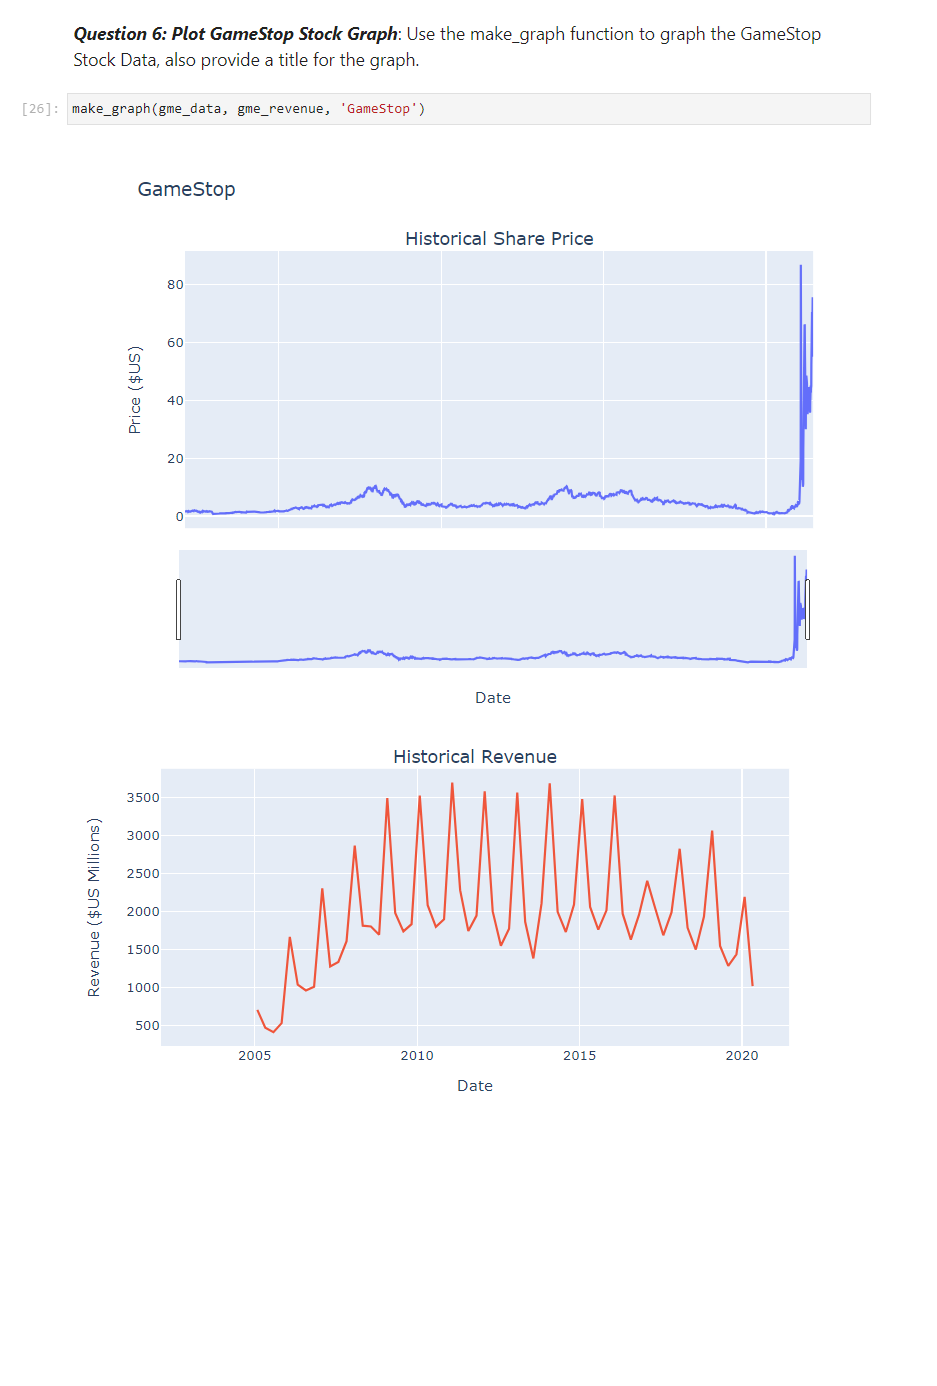 Question 6: Plot GameStop Stock Graph: Use the make_graph function to graph the GameStop
Stock Data, also provide a title for the graph.
[26]: make_graph(gme_data, gme_revenue, 'GameStop')
GameStop
Historical Share Price
80
60
40
20
0
Price ($US)
Date
Historical Revenue
3500
3000
2500
2000
1500
1000
500
Revenue ($US Millions)
2005 2010 2015 2020
Date